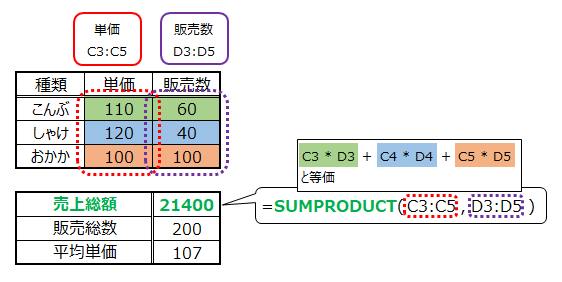 単価
C3:C5
販売数
D3:D5
種類 単価 販売数
こんぶ 110 60
しゃけ 120 40
おかか 100 100
C3 * D3 + C4 * D4 + C5 * D5
と等価
売上総額 21400
=SUMPRODUCT(C3:C5,D3:D5)
販売総数 200
平均単価 107